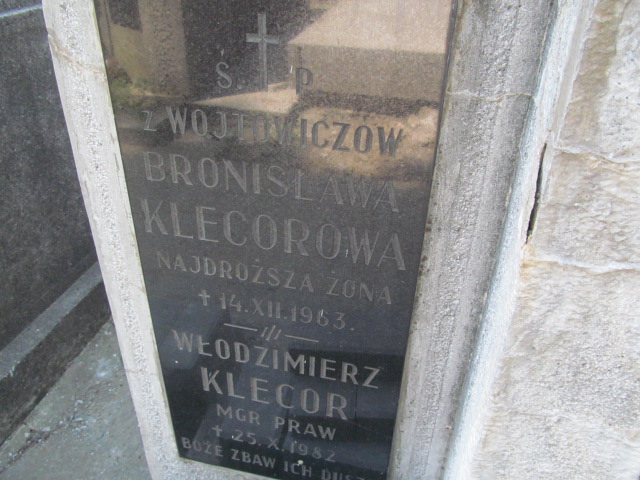 Ś P
Z WÓJTOWICZÓW
BRONISŁAWA
KLECOROWA
NAJDROŻSZA ŻONA
† 14.XII.1963.
WŁODZIMIERZ
KLECOR
MGR PRAW
† 25.X.1982
BOŻE ZBAW ICH